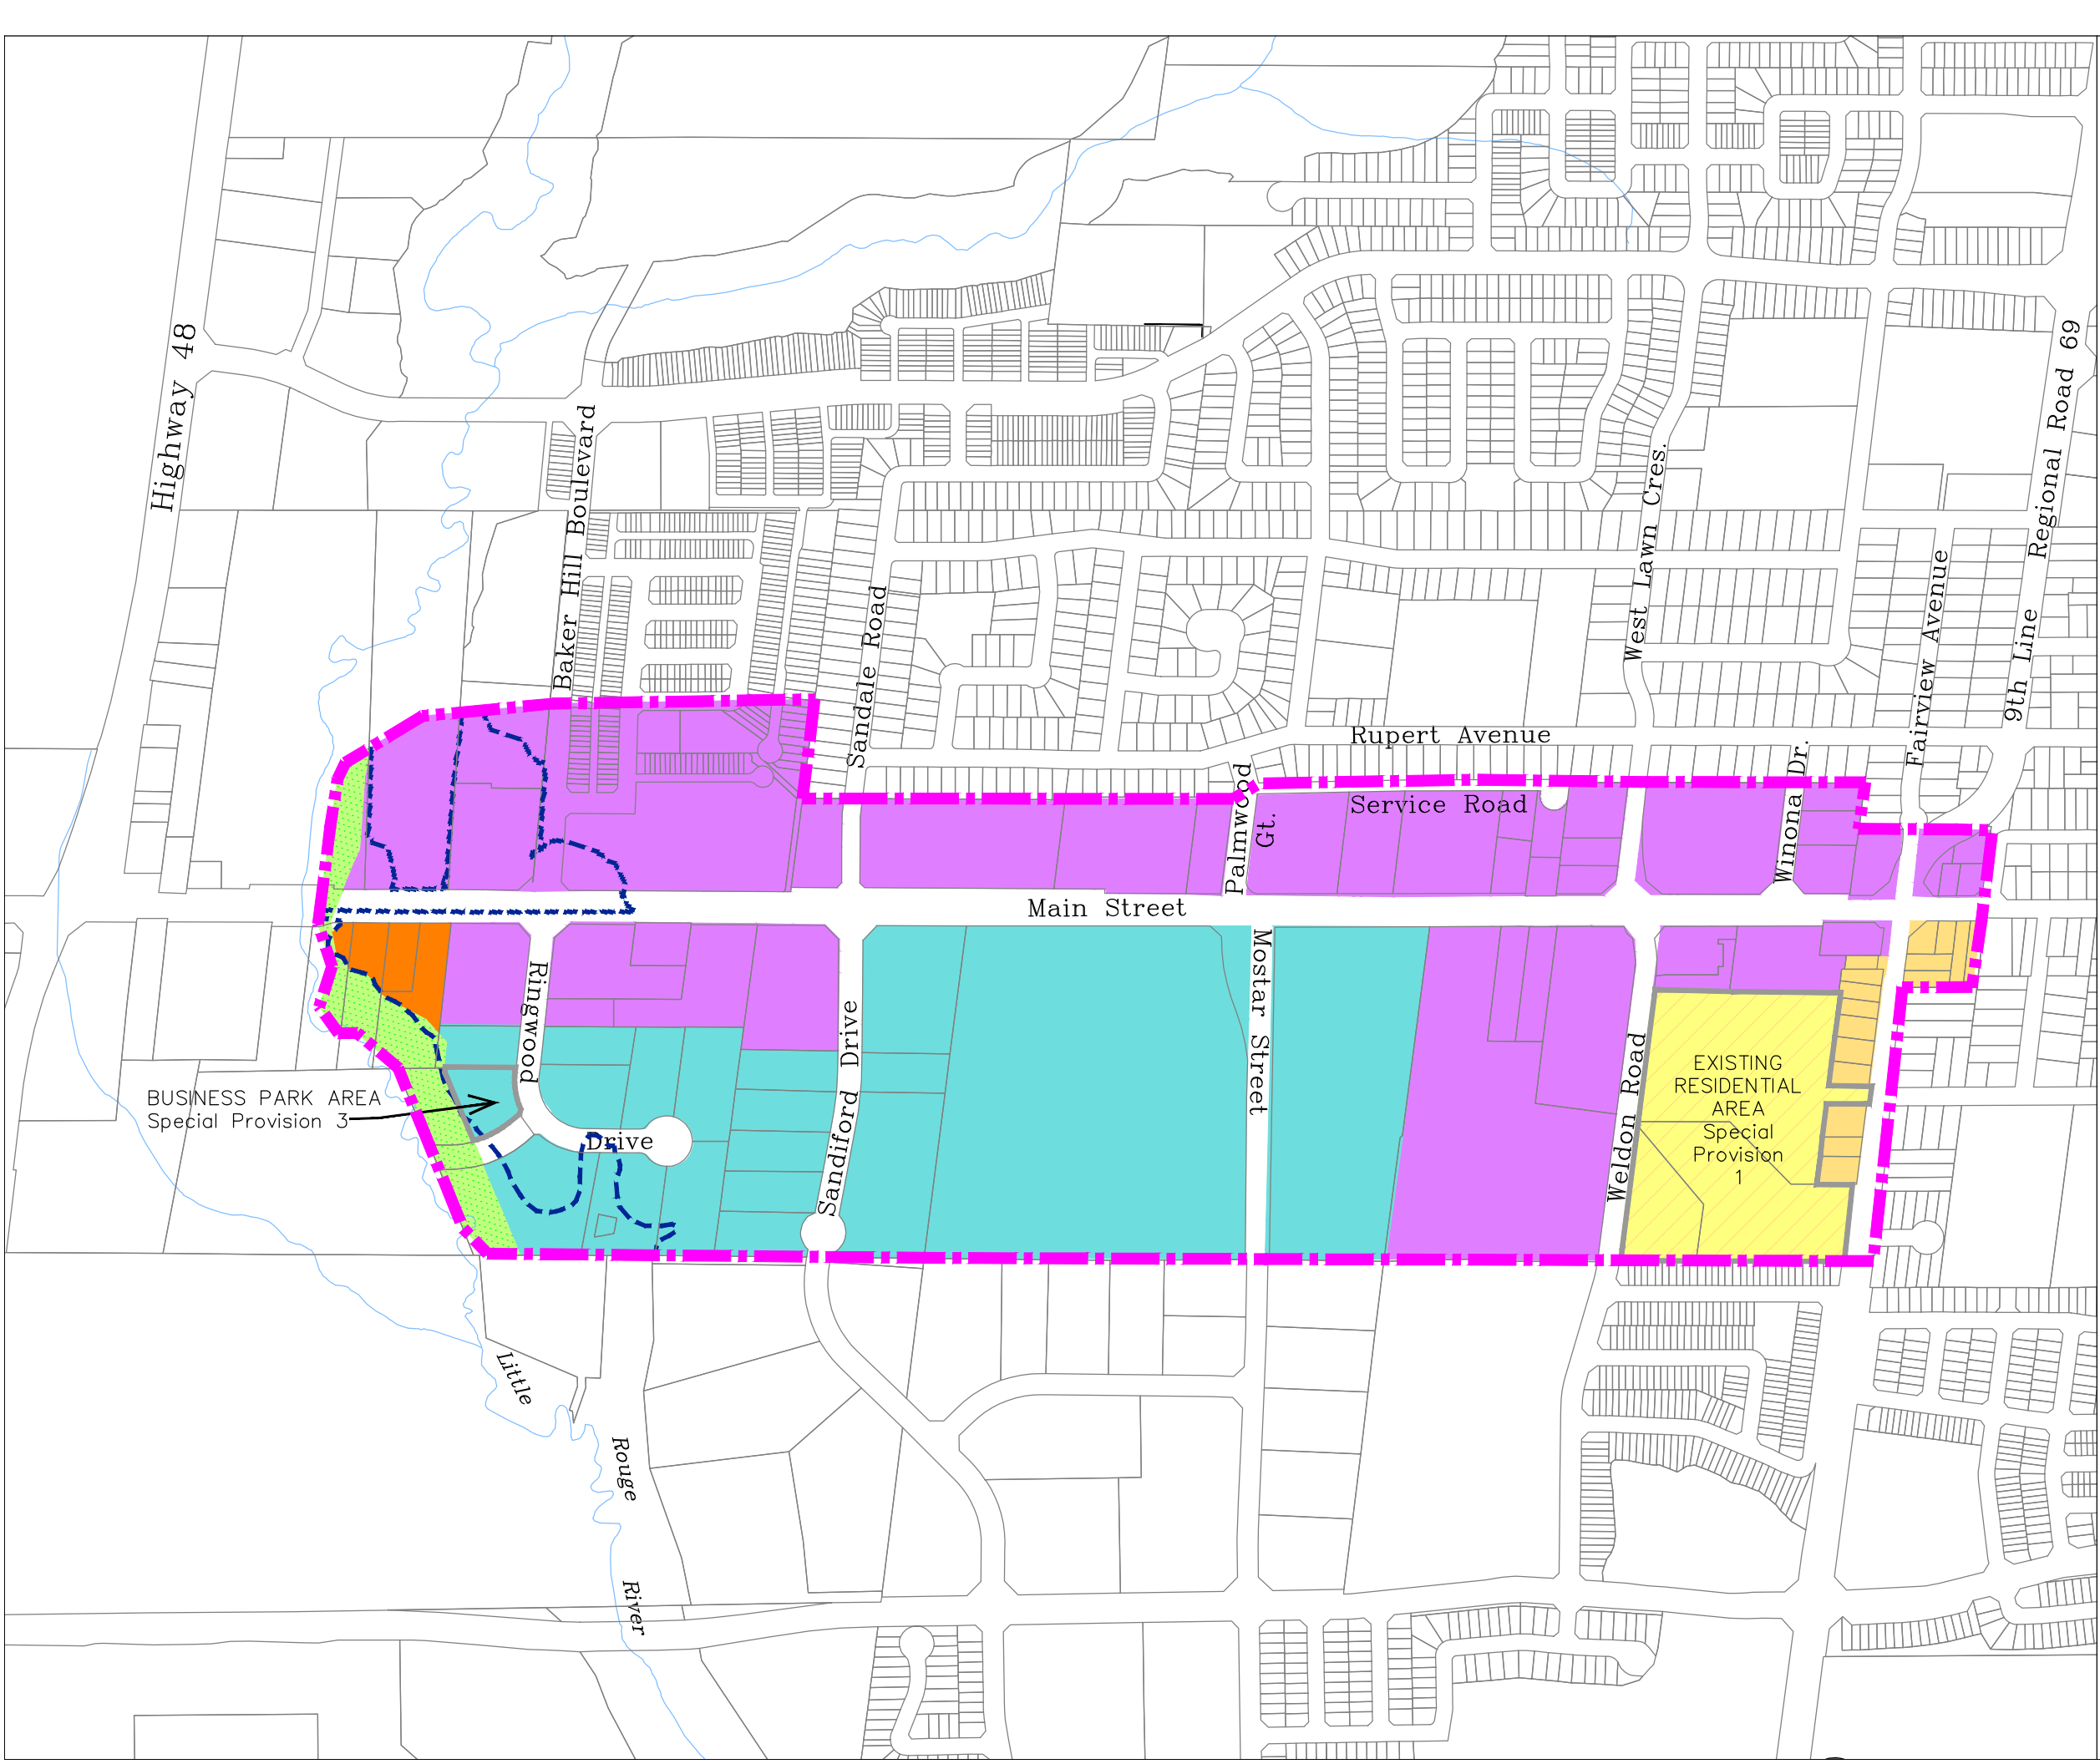 Highway 48
Regional Road 69
Baker Hill Boulevard
West Lawn Cres.
Sandale Road
Fairview Avenue
9th Line
Rupert Avenue
Winona Dr.
Palmwood
Gt.
Service Road
Main Street
Ringwood
Mostar Street
Sandiford Drive
Weldon Road
EXISTING
RESIDENTIAL
AREA
Special
Provision
1
BUSINESS PARK AREA
Special Provision 3
Drive
Little
Rouge
River